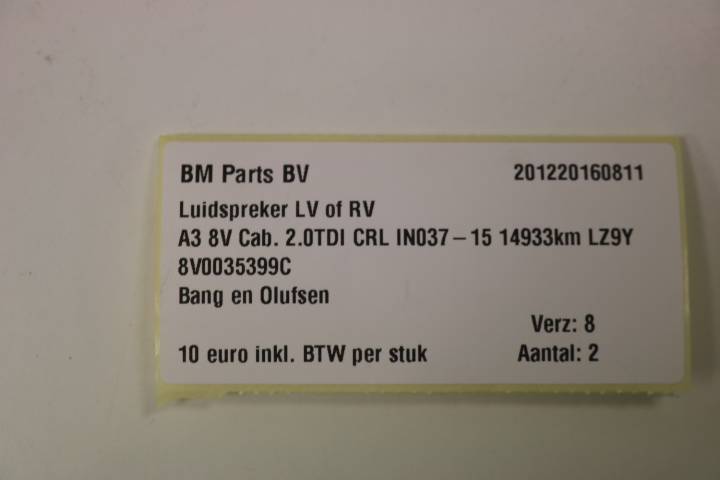 BM Parts BV 201220160811
Luidspreker LV of RV
A3 8V Cab. 2.0TDI CRL IN037-15 14933km LZ9Y
8V0035399C
Bang en Olufsen
Verz: 8
10 euro inkl. BTW per stuk Aantal: 2